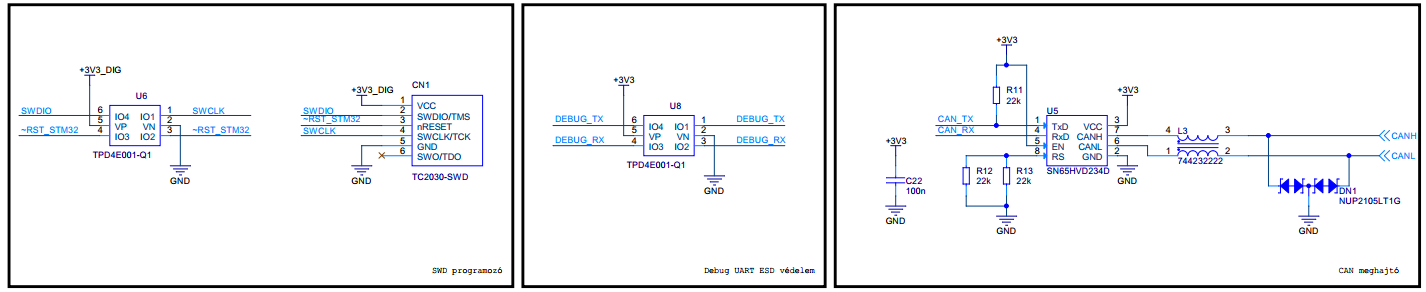 +3V3_DIG
U6
SWDIO
6
IO4
IO1
1
SWCLK
5
VP
VN
2
~RST_STM32
4
IO3
IO2
3
~RST_STM32
TPD4E001-Q1
GND
+3V3_DIG
CN1
1
VCC
SWDIO
2
SWDIO/TMS
~RST_STM32
3
nRESET
SWCLK
4
SWCLK/TCK
5
GND
6
SWO/TDO
GND
TC2030-SWD
SWD programozó
+3V3
U8
DEBUG_TX
6
IO4
IO1
1
DEBUG_TX
5
VP
VN
2
DEBUG_RX
4
IO3
IO2
3
DEBUG_RX
TPD4E001-Q1
GND
Debug UART ESD védelem
+3V3
R11
22k
+3V3
U5
CAN_TX
1
TxD
VCC
3
CAN_RX
4
RxD
CANH
7
5
EN
CANL
6
8
RS
GND
2
SN65HVD234D
GND
4
L3
3
1
2
744232222
CANH
CANL
+3V3
C22
100n
GND
R12
22k
R13
22k
GND
DN1
NUP2105LT1G
GND
CAN meghajtó